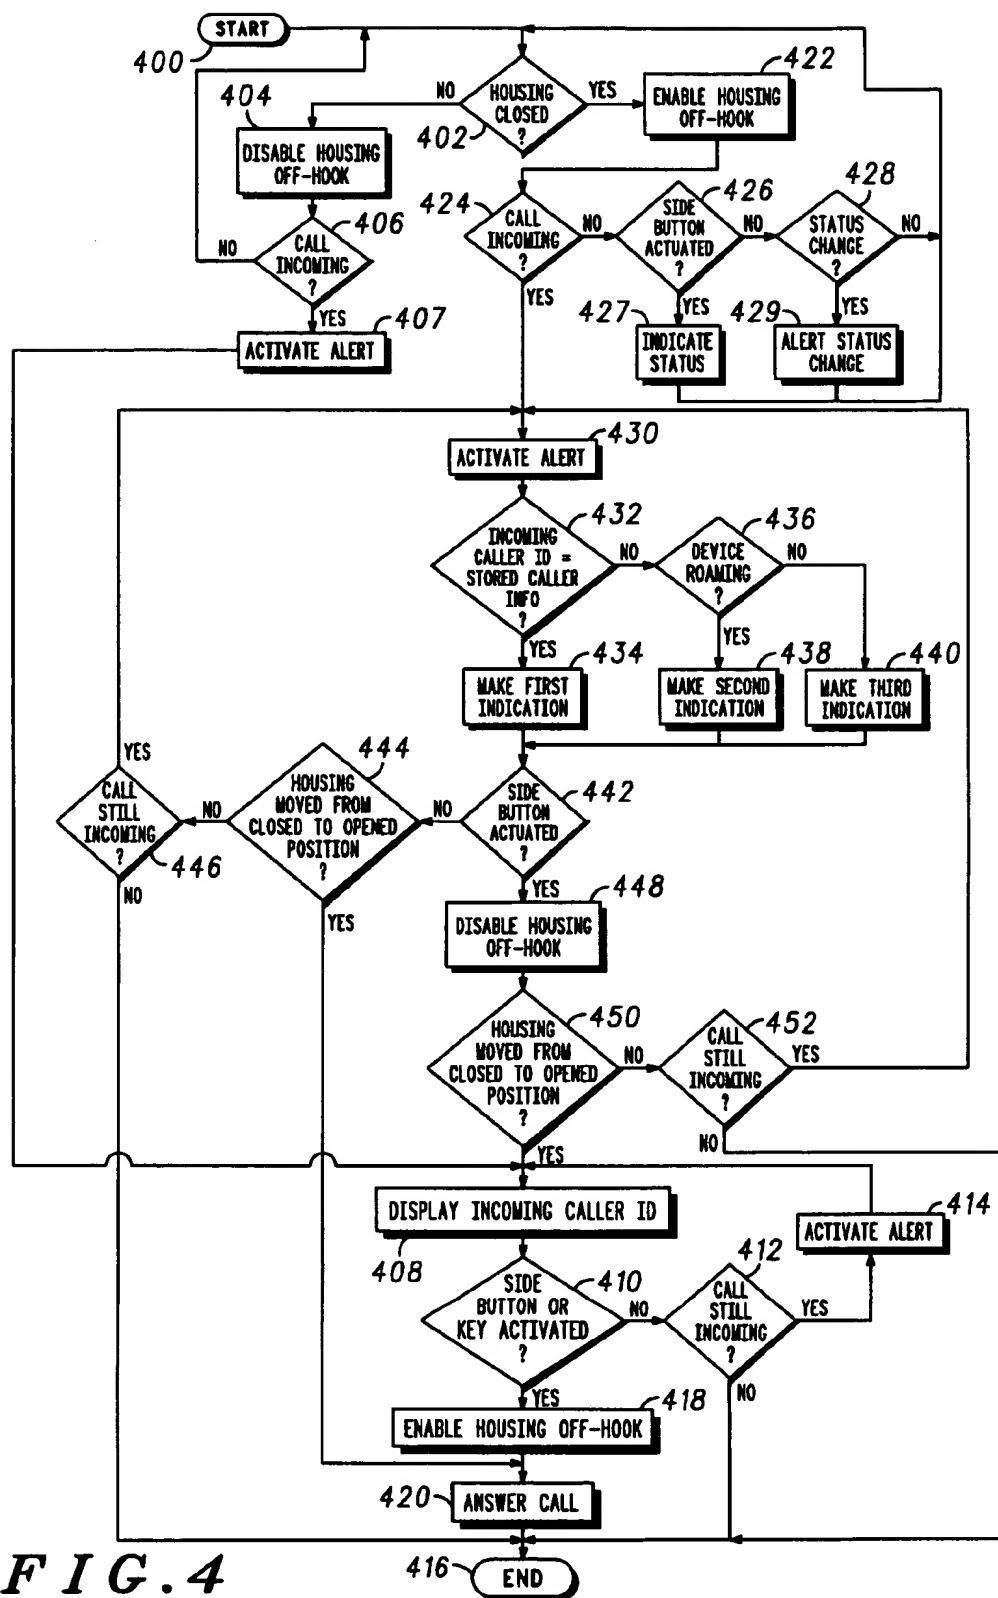 START
400
HOUSING
CLOSED
?
402
NO
YES
422
ENABLE HOUSING
OFF-HOOK
404
DISABLE HOUSING
OFF-HOOK
406
CALL
INCOMING
?
NO
YES
407
ACTIVATE ALERT
424
CALL
INCOMING
?
NO
YES
426
SIDE
BUTTON
ACTUATED
?
NO
YES
428
STATUS
CHANGE
?
NO
YES
427
INDICATE
STATUS
429
ALERT STATUS
CHANGE
430
ACTIVATE ALERT
432
INCOMING
CALLER ID =
STORED CALLER
INFO
?
NO
YES
436
DEVICE
ROAMING
?
NO
YES
434
MAKE FIRST
INDICATION
438
MAKE SECOND
INDICATION
440
MAKE THIRD
INDICATION
442
SIDE
BUTTON
ACTUATED
?
NO
YES
444
HOUSING
MOVED FROM
CLOSED TO OPENED
POSITION
?
NO
YES
YES
CALL
STILL
INCOMING
?
446
NO
448
DISABLE HOUSING
OFF-HOOK
450
HOUSING
MOVED FROM
CLOSED TO OPENED
POSITION
?
NO
YES
452
CALL
STILL
INCOMING
?
YES
NO
DISPLAY INCOMING CALLER ID
408
414
ACTIVATE ALERT
410
SIDE
BUTTON OR
KEY ACTIVATED
?
NO
YES
412
CALL
STILL
INCOMING
?
YES
NO
418
ENABLE HOUSING OFF-HOOK
420
ANSWER CALL
416
END
FIG.4